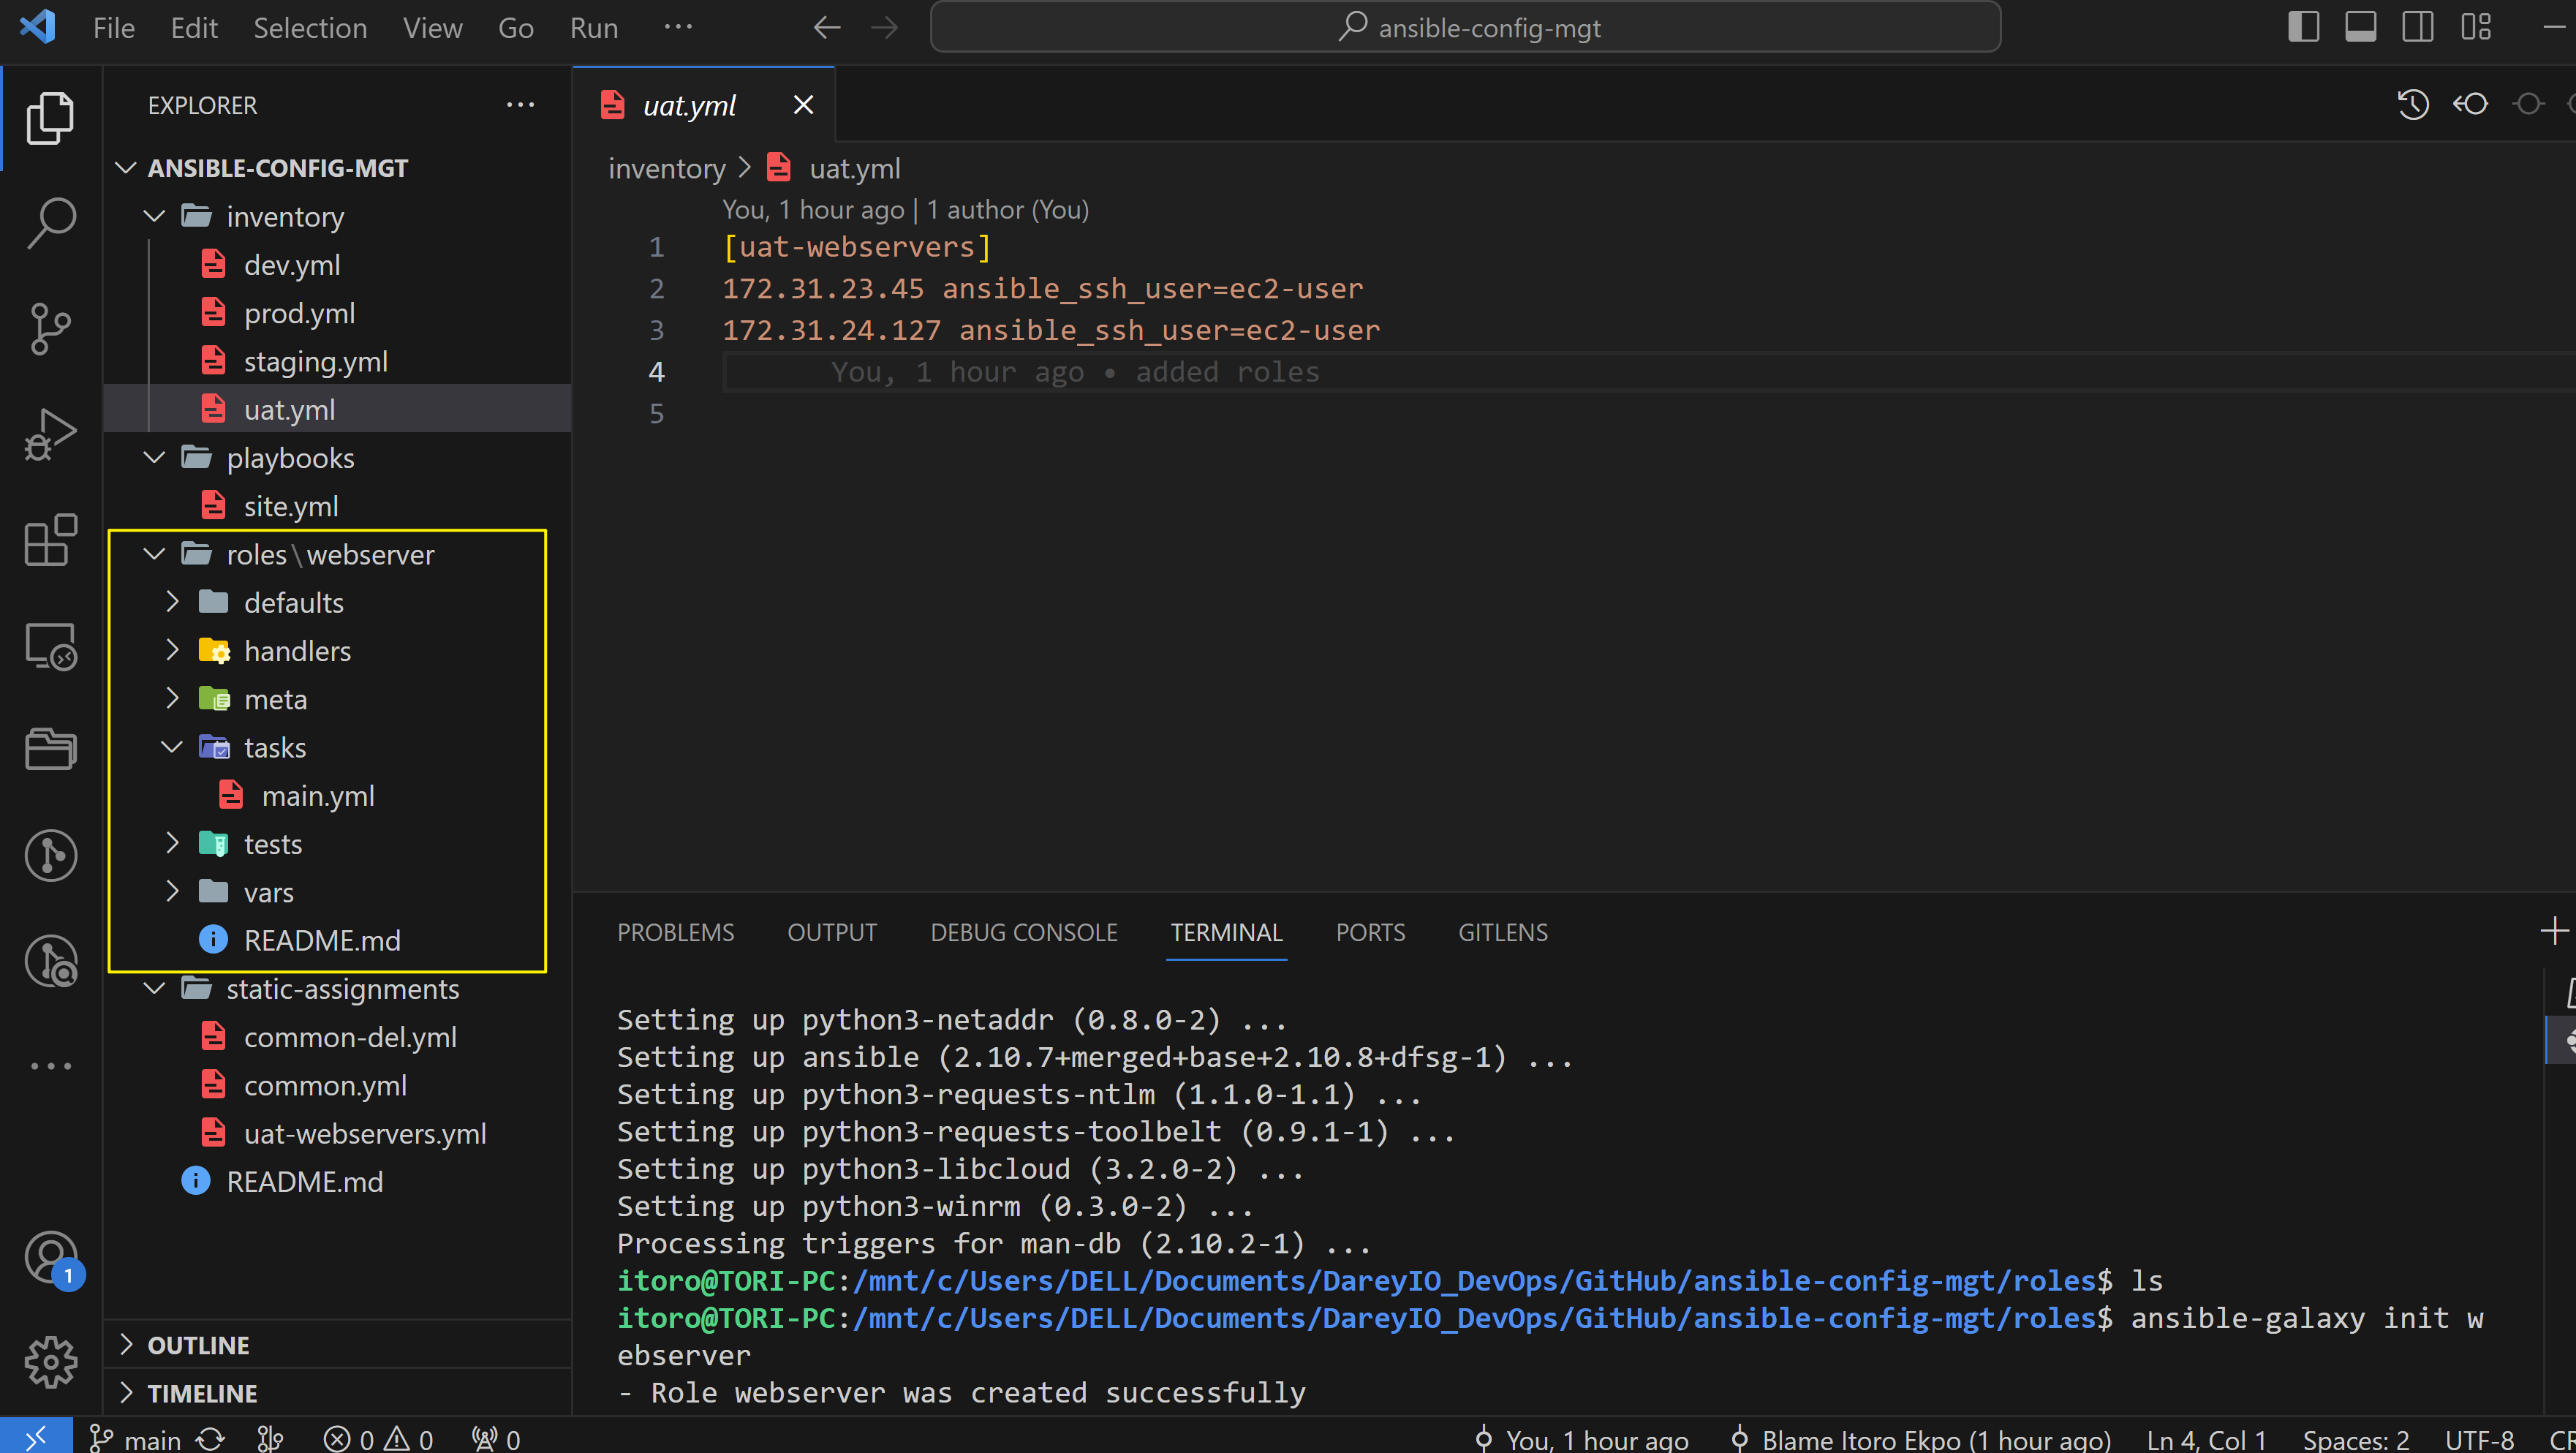 File Edit Selection View Go Run ··· ansible-config-mgt
EXPLORER ···
ANSIBLE-CONFIG-MGT
inventory
dev.yml
prod.yml
staging.yml
uat.yml
playbooks
site.yml
roles\webserver
defaults
handlers
meta
tasks
main.yml
tests
vars
README.md
static-assignments
common-del.yml
common.yml
uat-webservers.yml
README.md
OUTLINE
TIMELINE
1
uat.yml
inventory > uat.yml
You, 1 hour ago | 1 author (You)
1 [uat-webservers]
2 172.31.23.45 ansible_ssh_user=ec2-user
3 172.31.24.127 ansible_ssh_user=ec2-user
4 You, 1 hour ago • added roles
5
PROBLEMS OUTPUT DEBUG CONSOLE TERMINAL PORTS GITLENS
Setting up python3-netaddr (0.8.0-2) ...
Setting up ansible (2.10.7+merged+base+2.10.8+dfsg-1) ...
Setting up python3-requests-ntlm (1.1.0-1.1) ...
Setting up python3-requests-toolbelt (0.9.1-1) ...
Setting up python3-libcloud (3.2.0-2) ...
Setting up python3-winrm (0.3.0-2) ...
Processing triggers for man-db (2.10.2-1) ...
itoro@TORI-PC:/mnt/c/Users/DELL/Documents/DareyIO_DevOps/GitHub/ansible-config-mgt/roles$ ls
itoro@TORI-PC:/mnt/c/Users/DELL/Documents/DareyIO_DevOps/GitHub/ansible-config-mgt/roles$ ansible-galaxy init w
ebserver
- Role webserver was created successfully
main 0 0 0 You, 1 hour ago Blame Itoro Ekpo (1 hour ago) Ln 4, Col 1 Spaces: 2 UTF-8